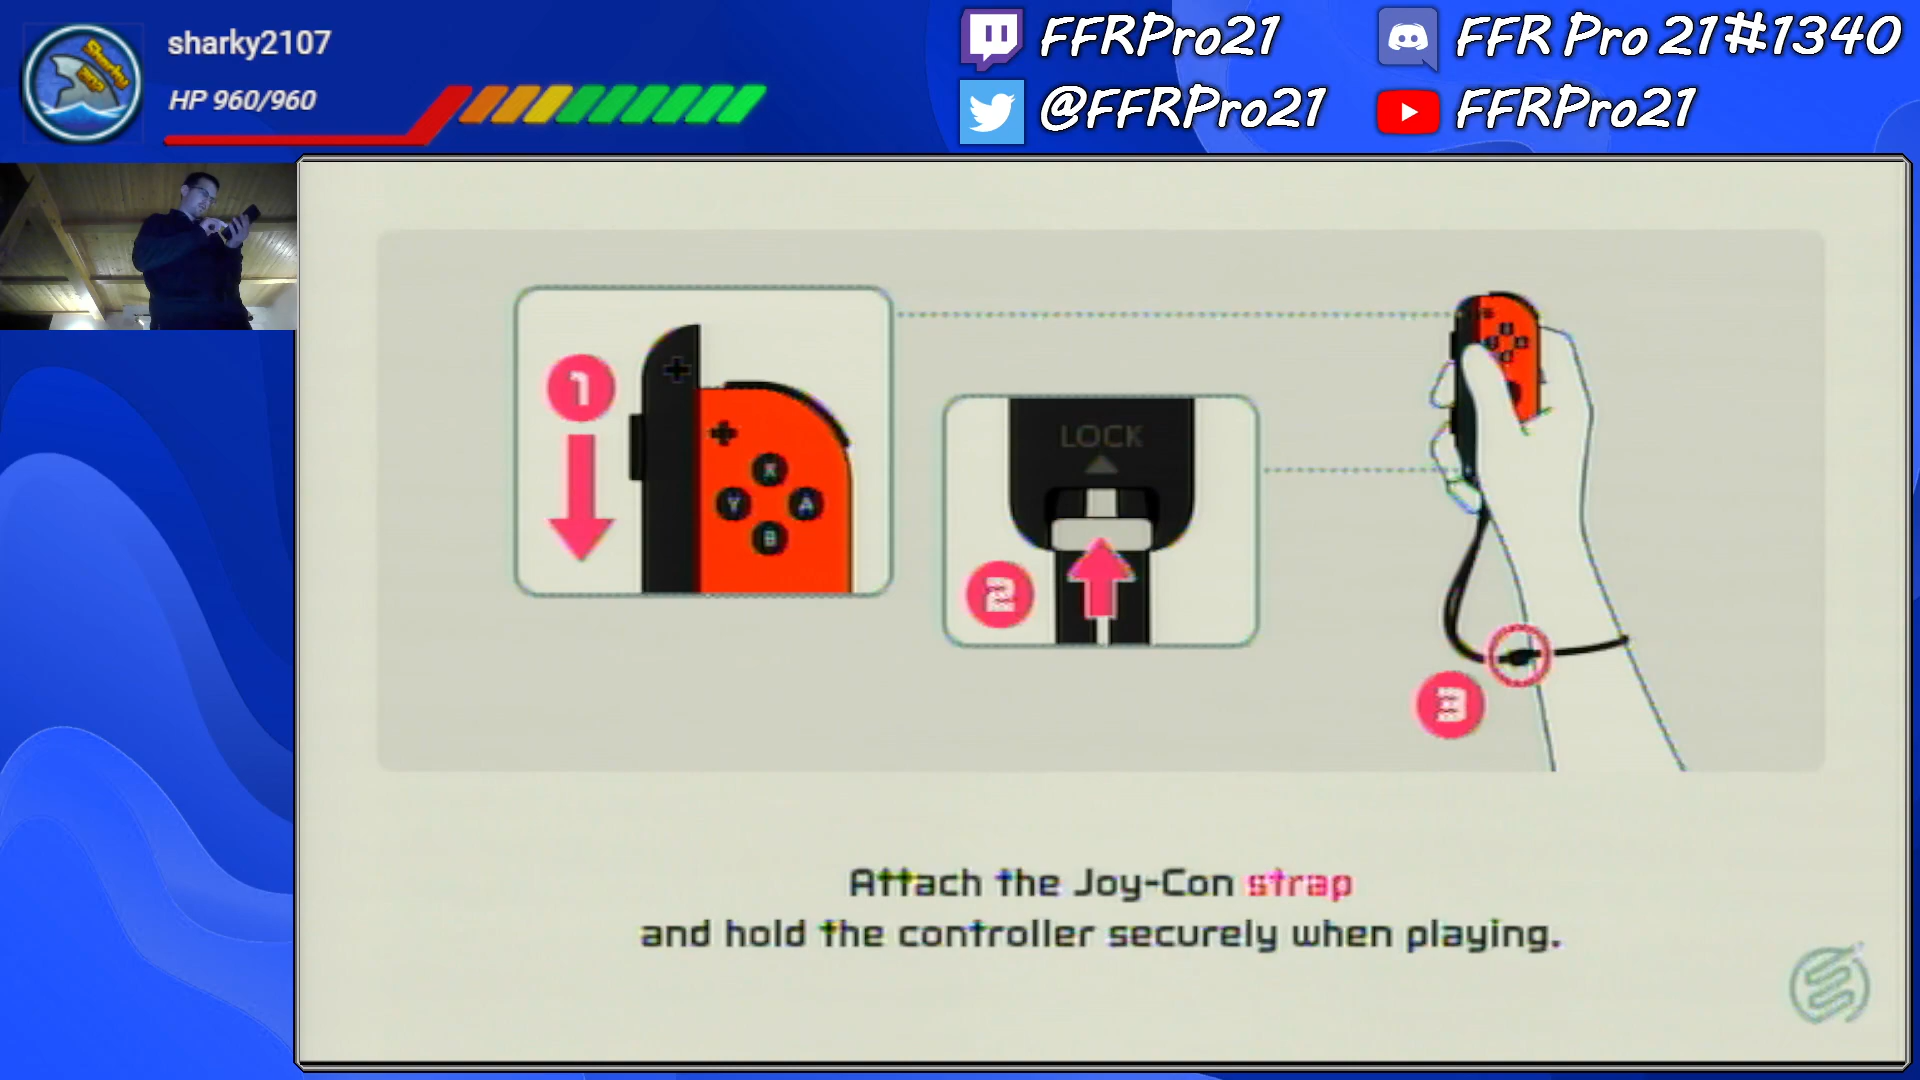 sharky2107
HP 960/960
FFRPro21
FFR Pro 21#1340
@FFRPro21
FFRPro21
1
X
Y A
B
LOCK
2
3
Attach the Joy-Con strap
and hold the controller securely when playing.